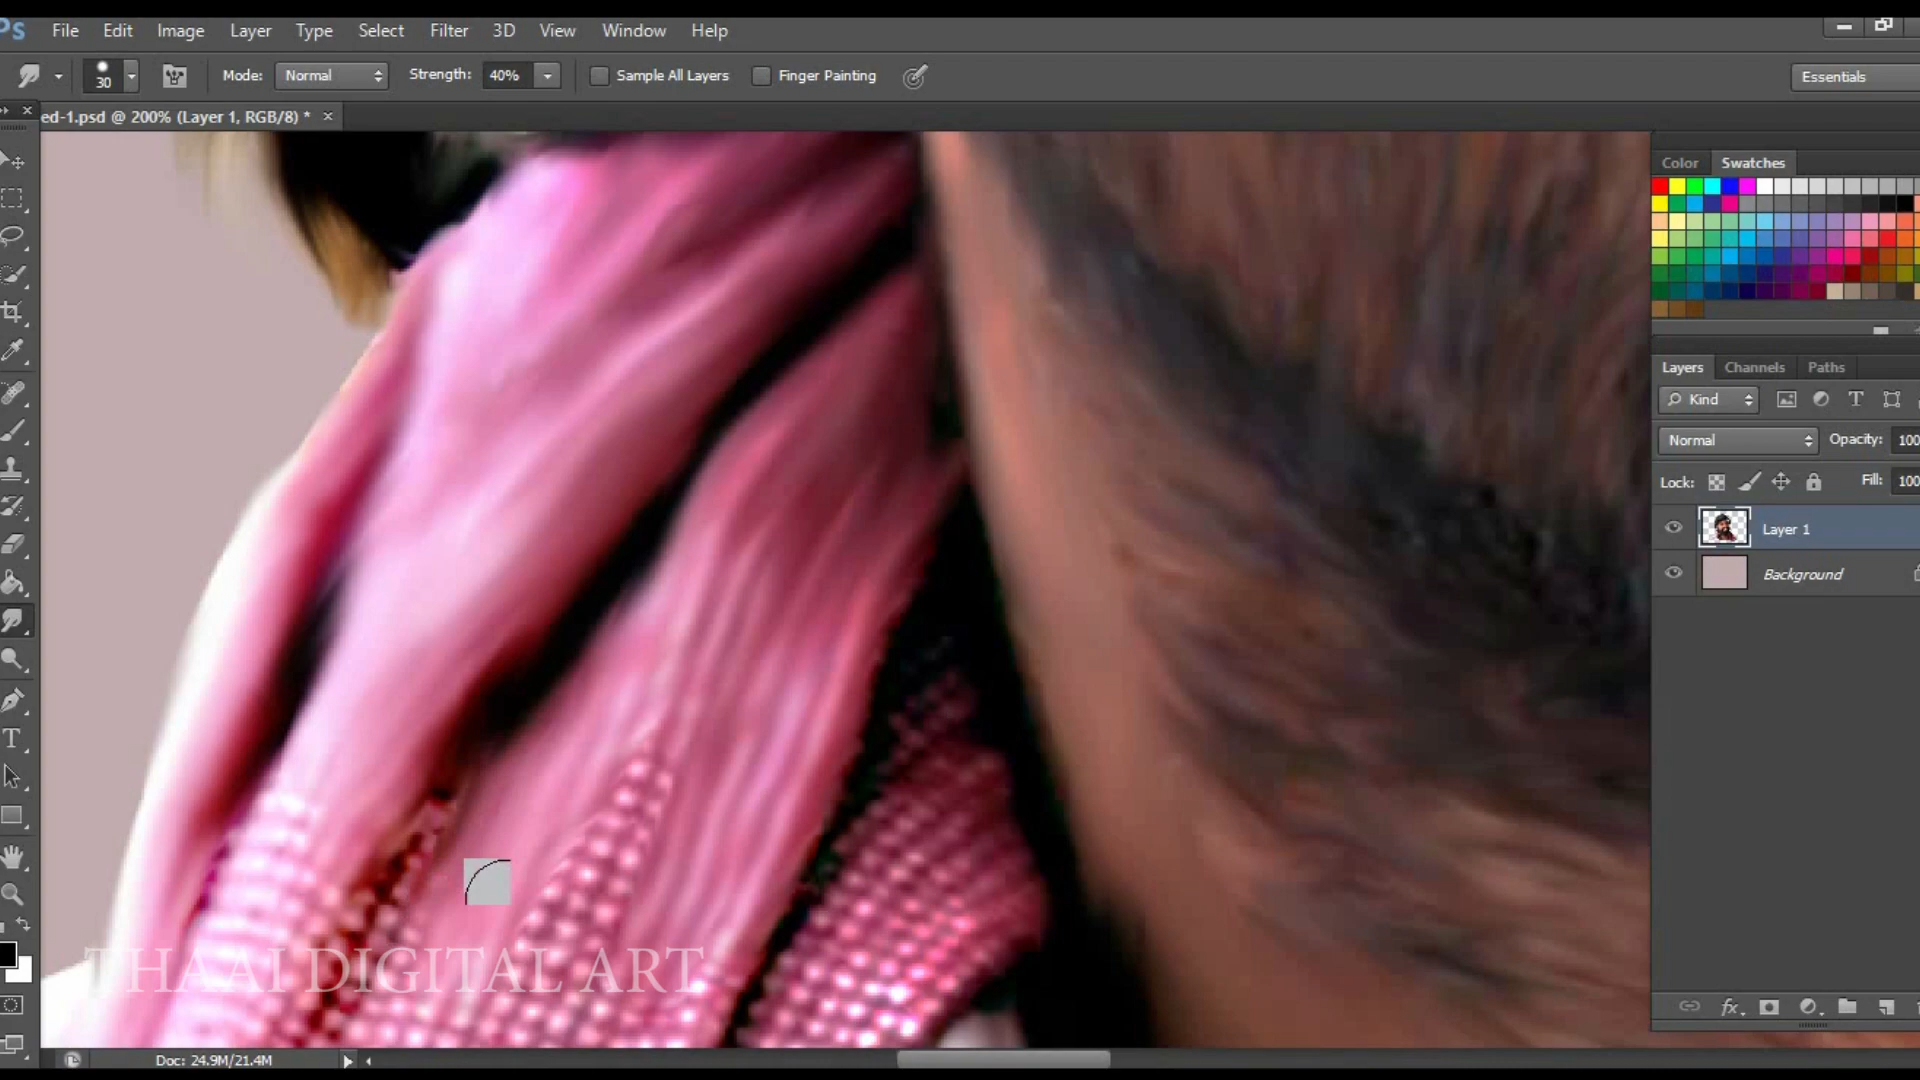 Ps File Edit Image Layer Type Select Filter 3D View Window Help
30 Mode: Normal Strength: 40% Sample All Layers Finger Painting Essentials
ed-1.psd @ 200% (Layer 1, RGB/8) * ×
Color Swatches
Layers Channels Paths
Kind T
Normal Opacity: 100
Lock: Fill: 100
Layer 1
Background
T
THAAI DIGITAL ART
fx
Doc: 24.9M/21.4M